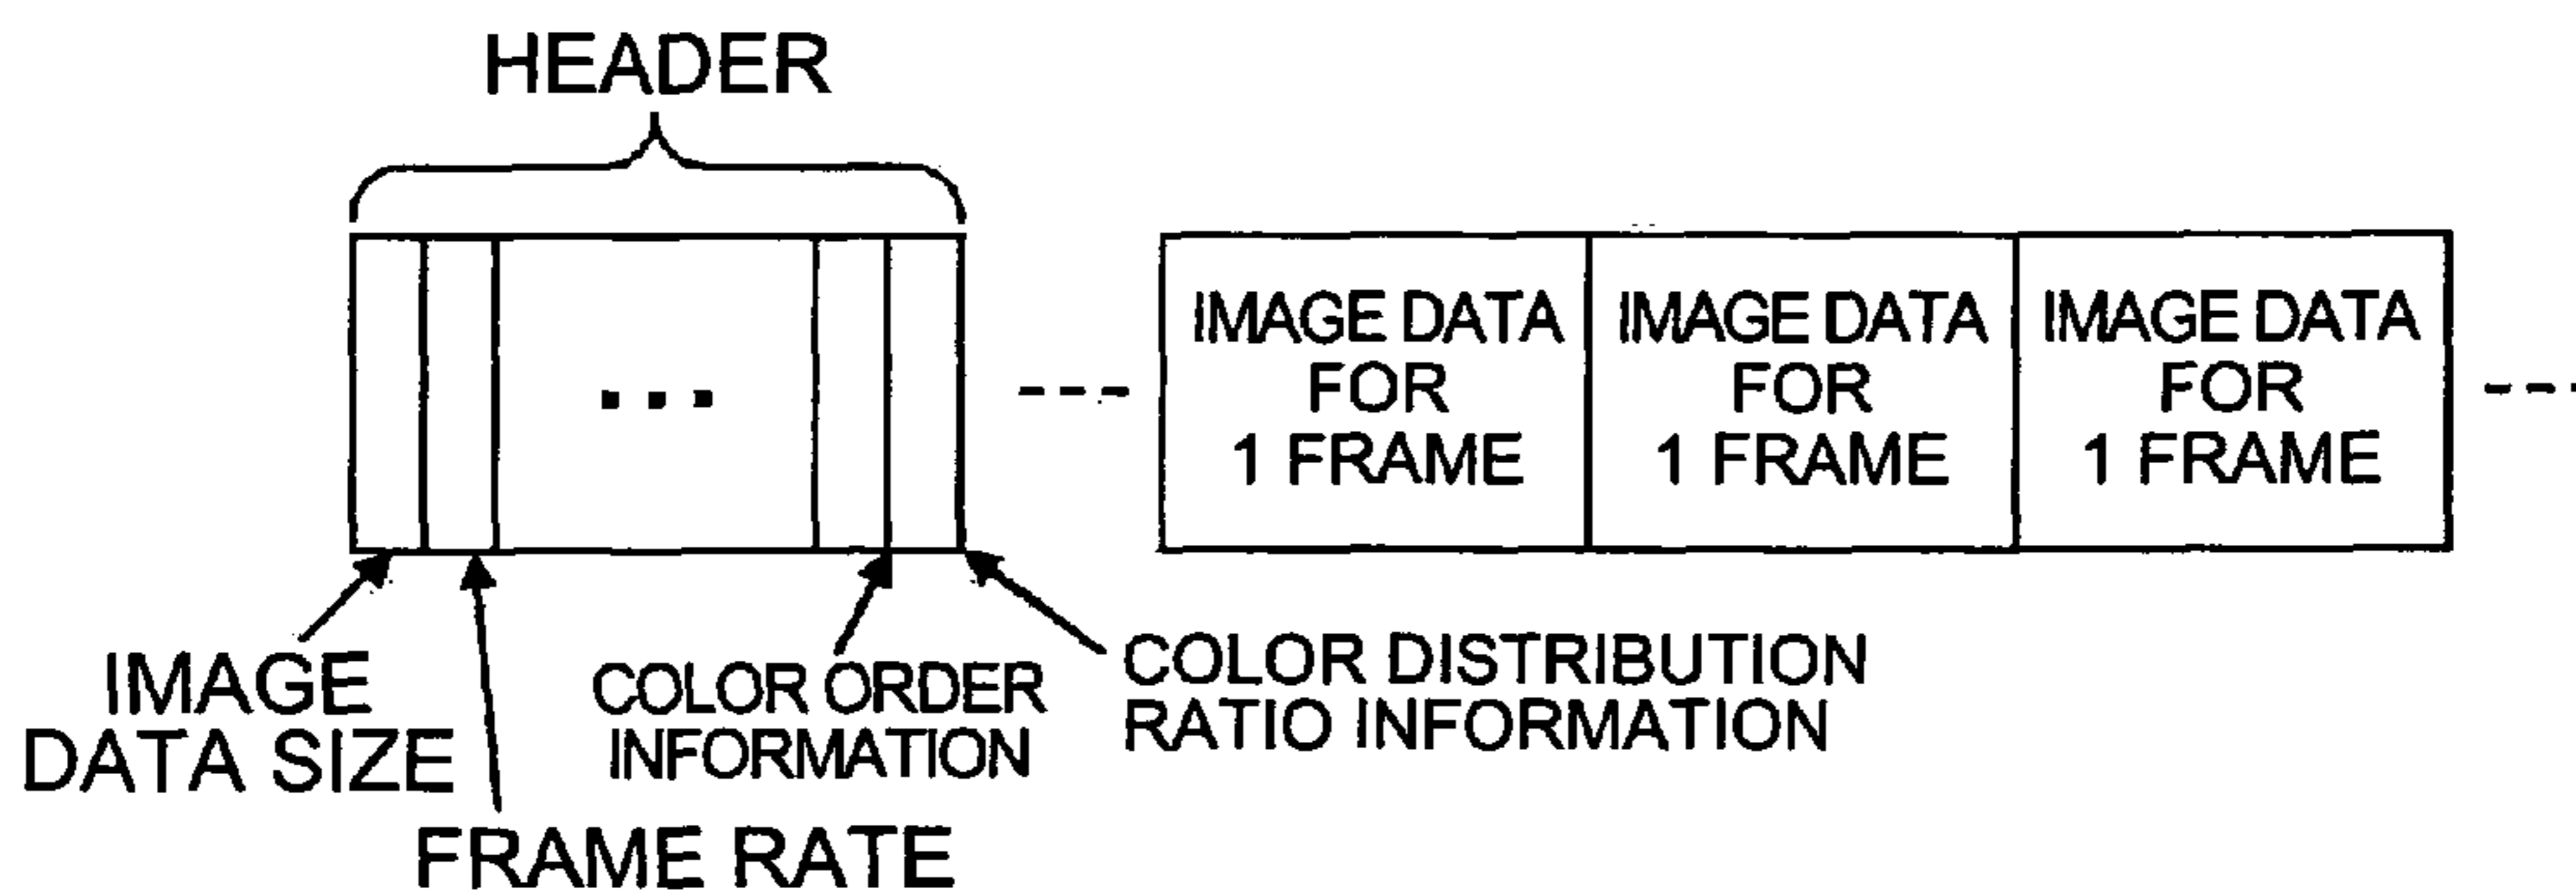 HEADER
IMAGE DATA
FOR
1 FRAME
IMAGE DATA
FOR
1 FRAME
IMAGE DATA
FOR
1 FRAME
IMAGE
DATA SIZE
FRAME RATE
COLOR ORDER
INFORMATION
COLOR DISTRIBUTION
RATIO INFORMATION